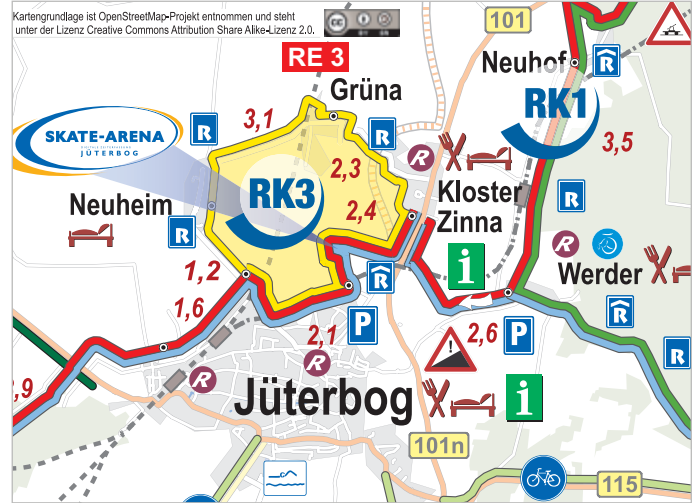 Kartengrundlage ist OpenStreetMap-Projekt entnommen und steht
unter der Lizenz Creative Commons Attribution Share Alike-Lizenz 2.0.
cc
BY
101
RE 3
Neuhof
R
Grüna
RK1
3,1
R
R
3,5
SKATE-ARENA
JÜTERBOG
2,3
R
RK3
Kloster
Zinna
R
Neuheim
2,4
R
R
i
Werder
1,2
R
R
1,6
P
2,1
2,6
P
R
!
,9
R
R
Jüterbog
i
101n
115